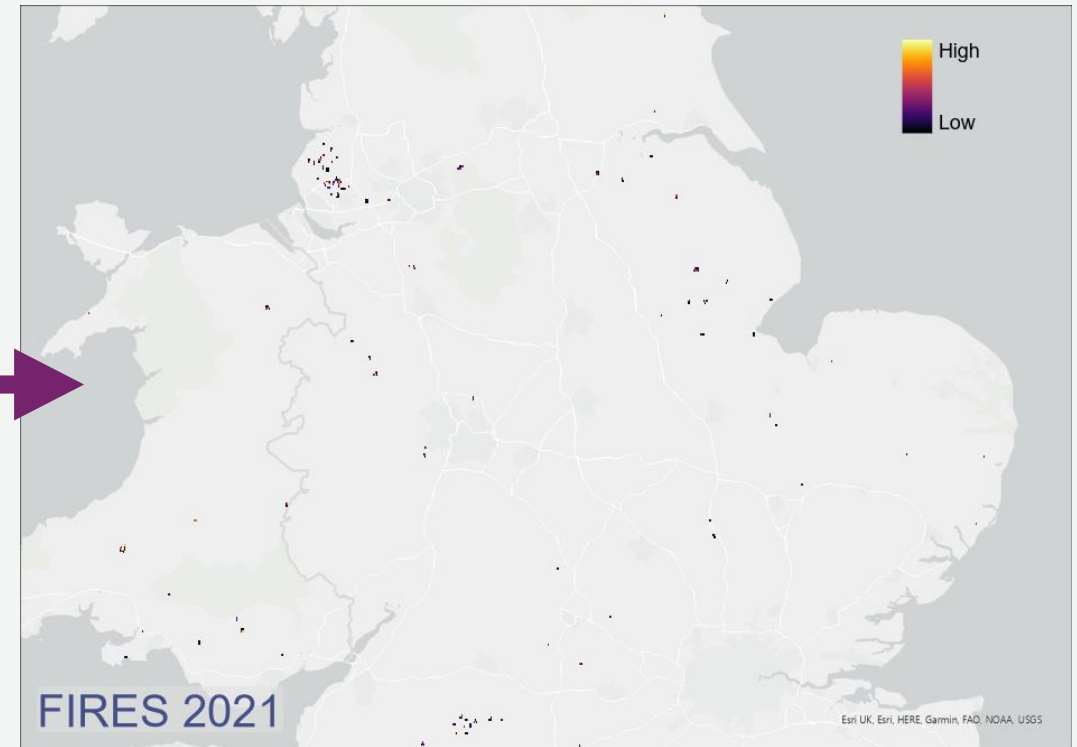 High
Low
FIRES 2021
Esri UK, Esri, HERE, Garmin, FAO, NOAA, USGS